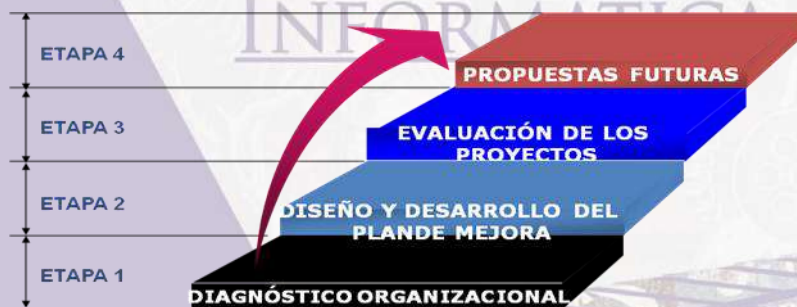 INFORMATICA
ETAPA 4
PROPUESTAS FUTURAS
ETAPA 3
EVALUACIÓN DE LOS
PROYECTOS
ETAPA 2
DISEÑO Y DESARROLLO DEL
PLANDE MEJORA
ETAPA 1
DIAGNÓSTICO ORGANIZACIONAL